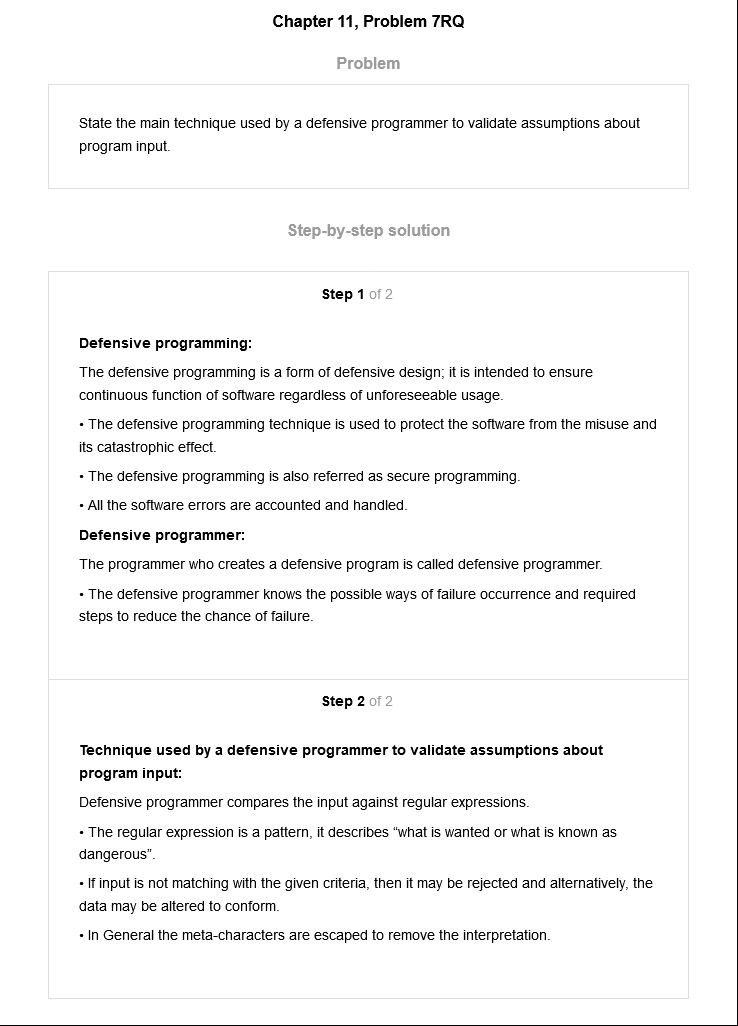 Chapter 11, Problem 7RQ
Problem
State the main technique used by a defensive programmer to validate assumptions about
program input.
Step-by-step solution
Step 1 of 2
Defensive programming:
The defensive programming is a form of defensive design; it is intended to ensure
continuous function of software regardless of unforeseeable usage.
• The defensive programming technique is used to protect the software from the misuse and
its catastrophic effect.
• The defensive programming is also referred as secure programming.
• All the software errors are accounted and handled.
Defensive programmer:
The programmer who creates a defensive program is called defensive programmer.
• The defensive programmer knows the possible ways of failure occurrence and required
steps to reduce the chance of failure.
Step 2 of 2
Technique used by a defensive programmer to validate assumptions about
program input:
Defensive programmer compares the input against regular expressions.
• The regular expression is a pattern, it describes “what is wanted or what is known as
dangerous”.
• If input is not matching with the given criteria, then it may be rejected and alternatively, the
data may be altered to conform.
• In General the meta-characters are escaped to remove the interpretation.